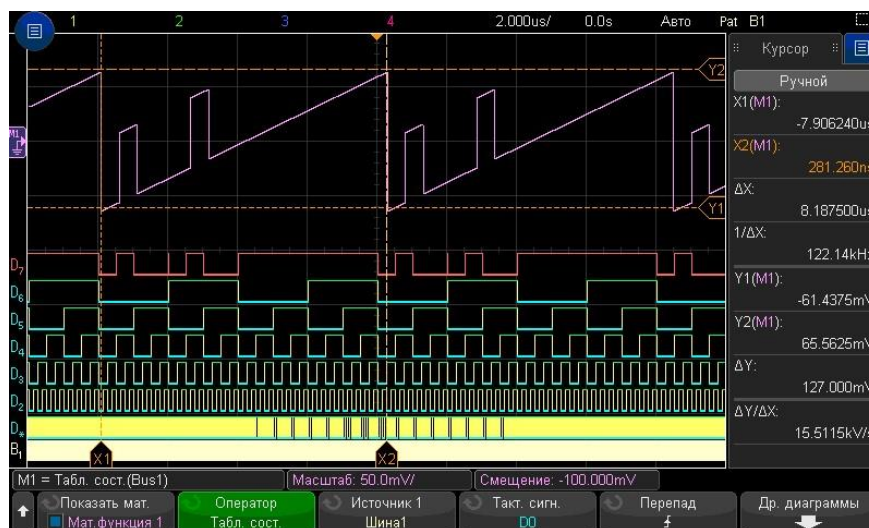 1 2 3 4 2.000us/ 0.0s Авто Pat B1
Курсор
Ручной
M1
Y2
Y1
X1(M1):
-7.906240us
X2(M1):
281.260ns
ΔX:
8.187500us
1/ΔX:
122.14kHz
Y1(M1):
-61.4375mV
Y2(M1):
65.5625mV
ΔY:
127.000mV
ΔY/ΔX:
15.5115kV/s
D7
D6
D5
D4
D3
D2
D*
B1
X1 X2
M1 = Табл. сост.(Bus1) Масштаб: 50.0mV/ Смещение: -100.000mV
Показать мат. Оператор Источник 1 Такт. сигн. Перепад Др. диаграммы
Мат.функция 1 Табл. сост. Шина1 D0